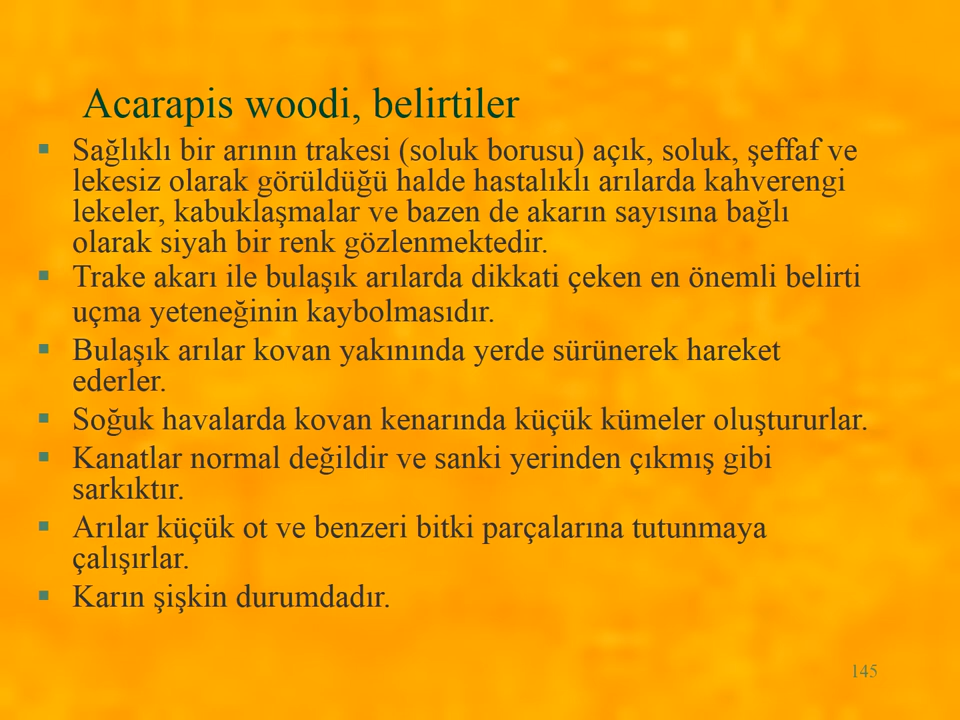 Acarapis woodi, belirtiler
▪ Sağlıklı bir arının trakesi (soluk borusu) açık, soluk, şeffaf ve
lekesiz olarak görüldüğü halde hastalıklı arılarda kahverengi
lekeler, kabuklaşmalar ve bazen de akarın sayısına bağlı
olarak siyah bir renk gözlenmektedir.
▪ Trake akarı ile bulaşık arılarda dikkati çeken en önemli belirti
uçma yeteneğinin kaybolmasıdır.
▪ Bulaşık arılar kovan yakınında yerde sürünerek hareket
ederler.
▪ Soğuk havalarda kovan kenarında küçük kümeler oluştururlar.
▪ Kanatlar normal değildir ve sanki yerinden çıkmış gibi
sarkıktır.
▪ Arılar küçük ot ve benzeri bitki parçalarına tutunmaya
çalışırlar.
▪ Karın şişkin durumdadır.
145